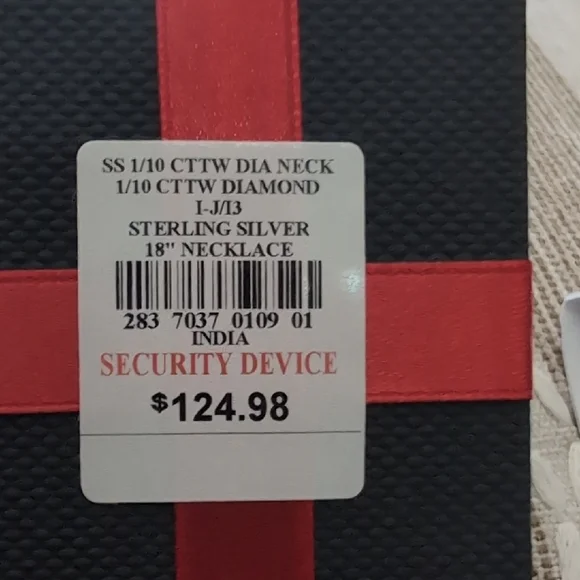 SS 1/10 CTTW DIA NECK
1/10 CTTW DIAMOND
I-J/I3
STERLING SILVER
18" NECKLACE
283 7037 0109 01
INDIA
SECURITY DEVICE
$124.98